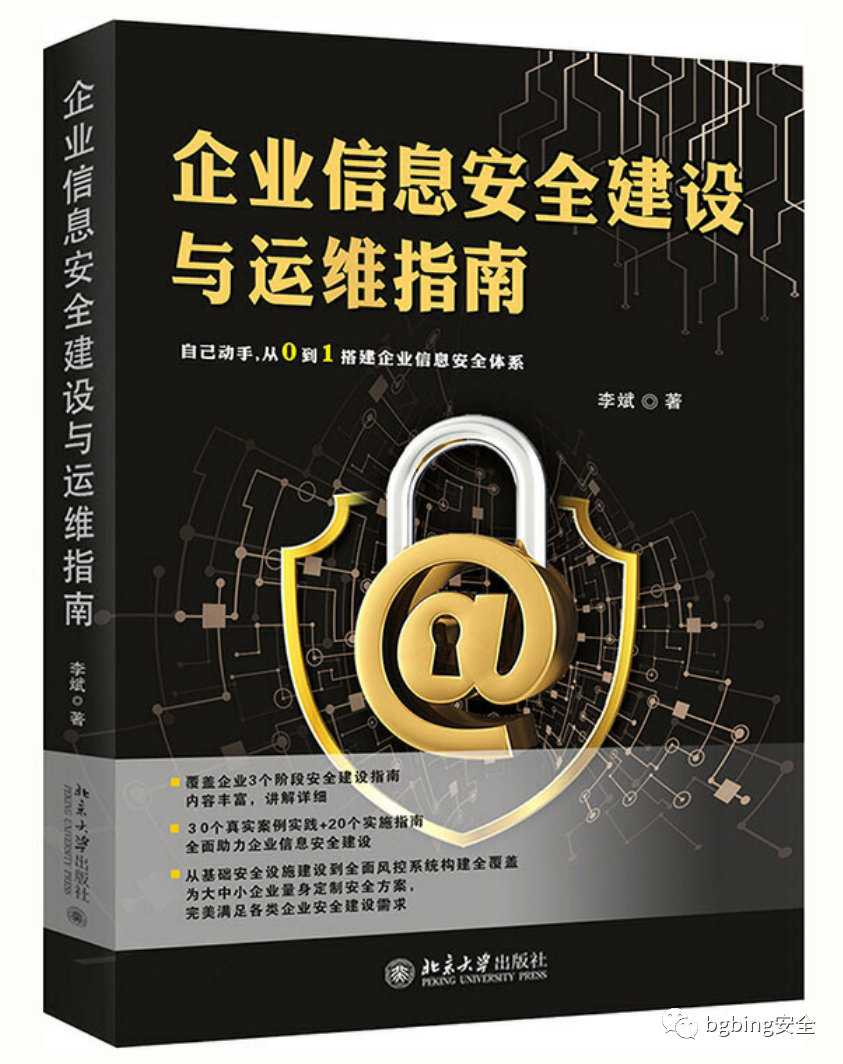 企业信息安全建设与运维指南
李斌◎著
北京大学出版社
PEKING UNIVERSITY PRESS
企业信息安全建设
与运维指南
自己动手,从0到1搭建企业信息安全体系
李斌◎著
覆盖企业3个阶段安全建设指南
内容丰富，讲解详细
30个真实案例实践+20个实施指南
全面助力企业信息安全建设
从基础安全设施建设到全面风控系统构建全覆盖
为大中小企业量身定制安全方案，
完美满足各类企业安全建设需求
北京大学出版社
PEKING UNIVERSITY PRESS
bgbing安全